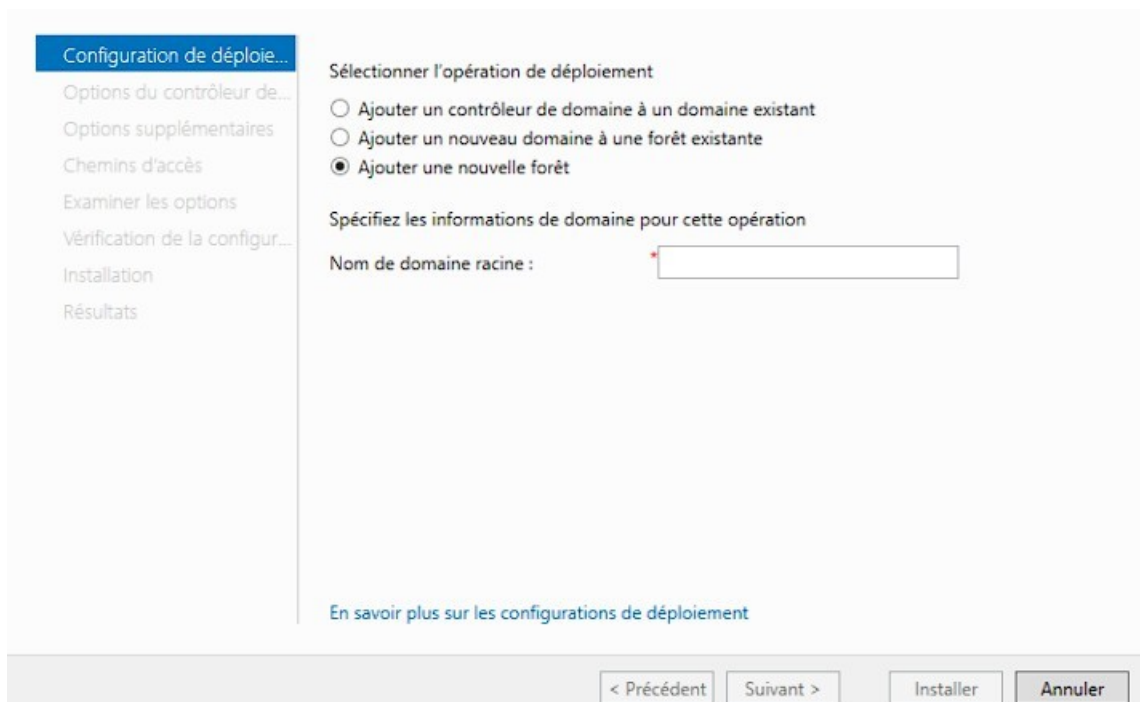 Configuration de déploie...
Options du contrôleur de...
Options supplémentaires
Chemins d'accès
Examiner les options
Vérification de la configur...
Installation
Résultats
Sélectionner l'opération de déploiement
Ajouter un contrôleur de domaine à un domaine existant
Ajouter un nouveau domaine à une forêt existante
Ajouter une nouvelle forêt
Spécifiez les informations de domaine pour cette opération
Nom de domaine racine : *
En savoir plus sur les configurations de déploiement
< Précédent Suivant > Installer Annuler